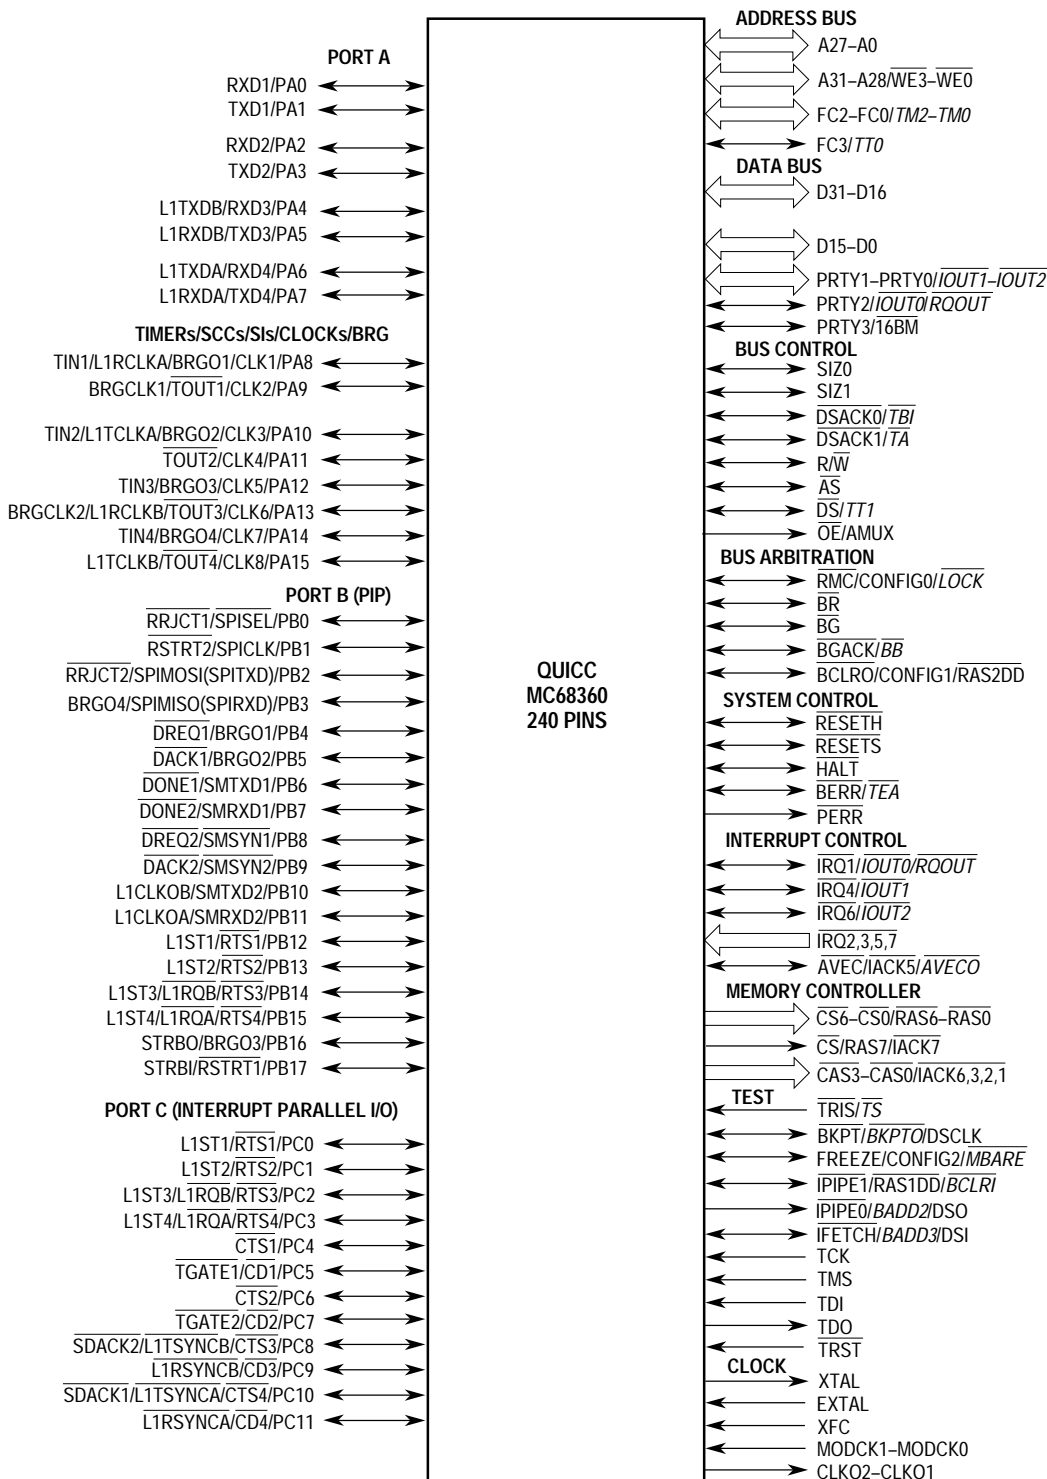 PORT A
RXD1/PA0
TXD1/PA1
RXD2/PA2
TXD2/PA3
L1TXDB/RXD3/PA4
L1RXDB/TXD3/PA5
L1TXDA/RXD4/PA6
L1RXDA/TXD4/PA7
TIMERs/SCCs/SIs/CLOCKs/BRG
TIN1/L1RCLKA/BRGO1/CLK1/PA8
BRGCLK1/TOUT1/CLK2/PA9
TIN2/L1TCLKA/BRGO2/CLK3/PA10
TOUT2/CLK4/PA11
TIN3/BRGO3/CLK5/PA12
BRGCLK2/L1RCLKB/TOUT3/CLK6/PA13
TIN4/BRGO4/CLK7/PA14
L1TCLKB/TOUT4/CLK8/PA15
PORT B (PIP)
RRJCT1/SPISEL/PB0
RSTRT2/SPICLK/PB1
RRJCT2/SPIMOSI(SPITXD)/PB2
BRGO4/SPIMISO(SPIRXD)/PB3
DREQ1/BRGO1/PB4
DACK1/BRGO2/PB5
DONE1/SMTXD1/PB6
DONE2/SMRXD1/PB7
DREQ2/SMSYN1/PB8
DACK2/SMSYN2/PB9
L1CLKOB/SMTXD2/PB10
L1CLKOA/SMRXD2/PB11
L1ST1/RTS1/PB12
L1ST2/RTS2/PB13
L1ST3/L1RQB/RTS3/PB14
L1ST4/L1RQA/RTS4/PB15
STRBO/BRGO3/PB16
STRBI/RSTRT1/PB17
PORT C (INTERRUPT PARALLEL I/O)
L1ST1/RTS1/PC0
L1ST2/RTS2/PC1
L1ST3/L1RQB/RTS3/PC2
L1ST4/L1RQA/RTS4/PC3
CTS1/PC4
TGATE1/CD1/PC5
CTS2/PC6
TGATE2/CD2/PC7
SDACK2/L1TSYNCB/CTS3/PC8
L1RSYNCB/CD3/PC9
SDACK1/L1TSYNCA/CTS4/PC10
L1RSYNCA/CD4/PC11
QUICC
MC68360
240 PINS
ADDRESS BUS
A27–A0
A31–A28/WE3–WE0
FC2–FC0/TM2–TM0
FC3/TT0
DATA BUS
D31–D16
D15–D0
PRTY1–PRTY0/IOUT1–IOUT2
PRTY2/IOUT0/RQOUT
PRTY3/16BM
BUS CONTROL
SIZ0
SIZ1
DSACK0/TBI
DSACK1/TA
R/W
AS
DS/TT1
OE/AMUX
BUS ARBITRATION
RMC/CONFIG0/LOCK
BR
BG
BGACK/BB
BCLRO/CONFIG1/RAS2DD
SYSTEM CONTROL
RESETH
RESETS
HALT
BERR/TEA
PERR
INTERRUPT CONTROL
IRQ1/IOUT0/RQOUT
IRQ4/IOUT1
IRQ6/IOUT2
IRQ2,3,5,7
AVEC/IACK5/AVECO
MEMORY CONTROLLER
CS6–CS0/RAS6–RAS0
CS/RAS7/IACK7
CAS3–CAS0/IACK6,3,2,1
TEST
TRIS/TS
BKPT/BKPTO/DSCLK
FREEZE/CONFIG2/MBARE
IPIPE1/RAS1DD/BCLRI
IPIPE0/BADD2/DSO
IFETCH/BADD3/DSI
TCK
TMS
TDI
TDO
TRST
CLOCK
XTAL
EXTAL
XFC
MODCK1–MODCK0
CLKO2–CLKO1